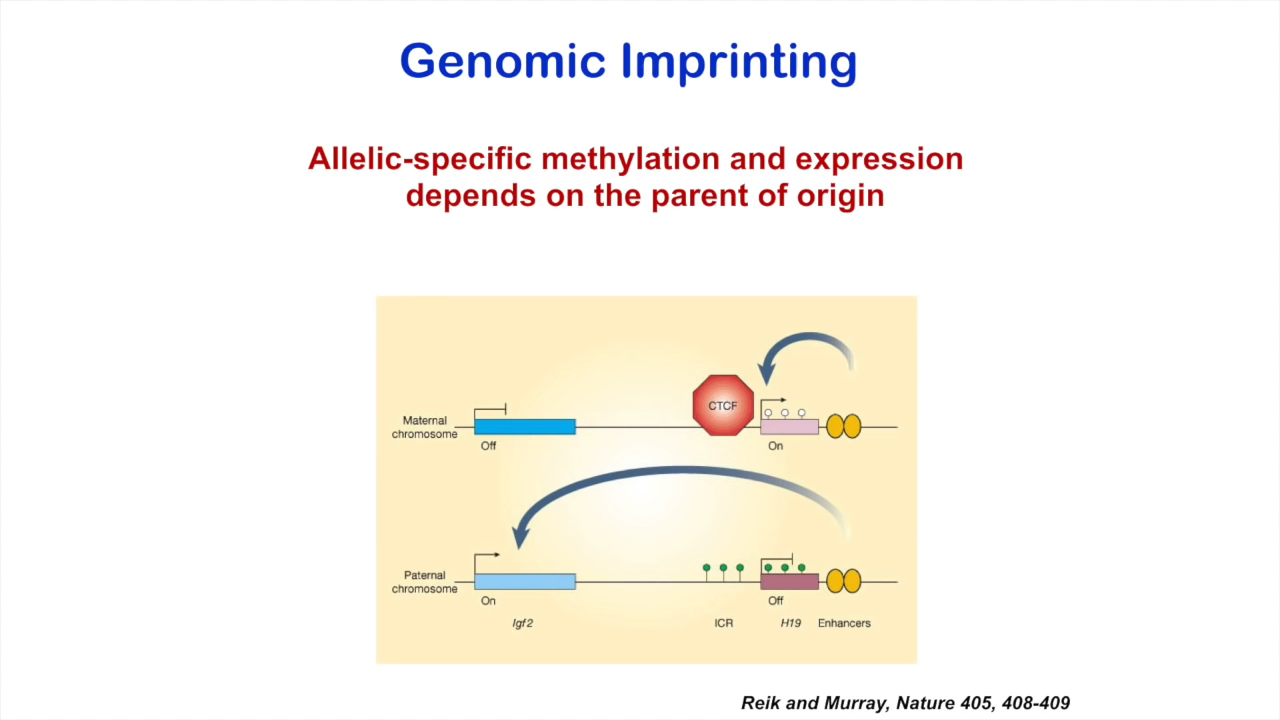 Genomic Imprinting
Allelic-specific methylation and expression
depends on the parent of origin
CTCF
Maternal
chromosome
Off
On
Paternal
chromosome
On
Off
Igf2
ICR
H19
Enhancers
Reik and Murray, Nature 405, 408-409